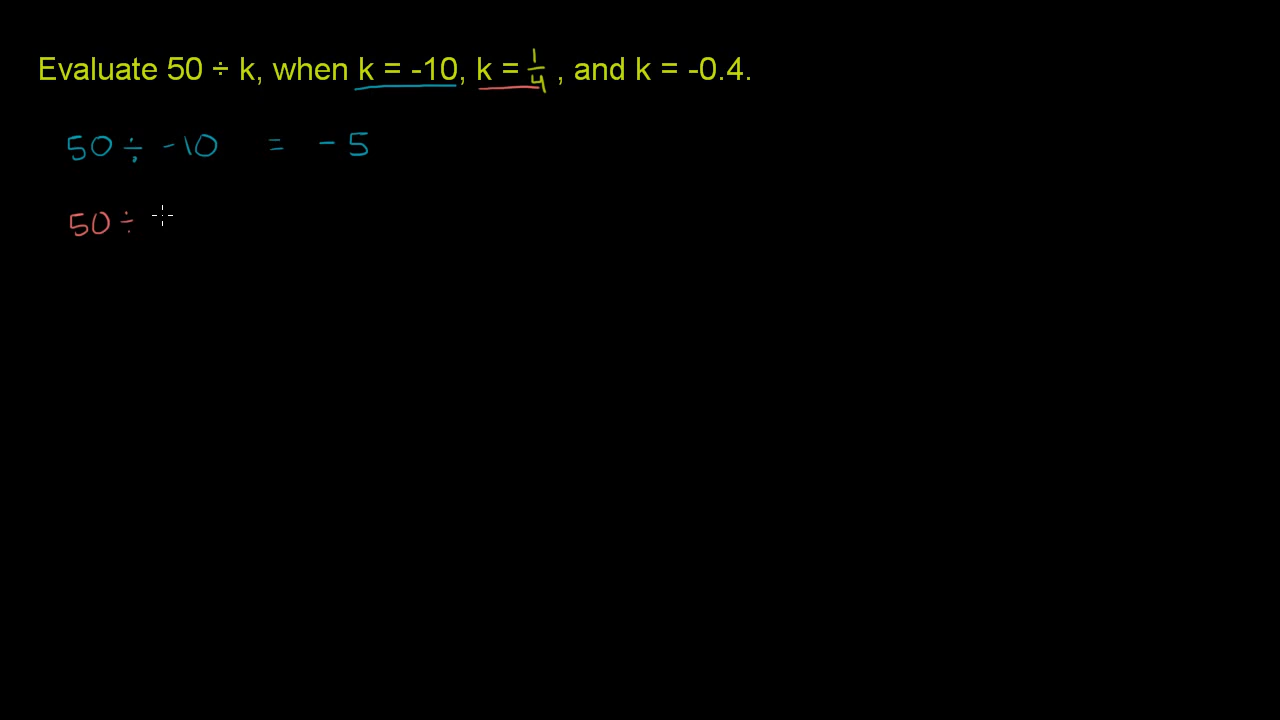 Evaluate 50 ÷ k, when k = -10, k = 1/4 , and k = -0.4.
50 ÷ -10 = - 5
50 ÷